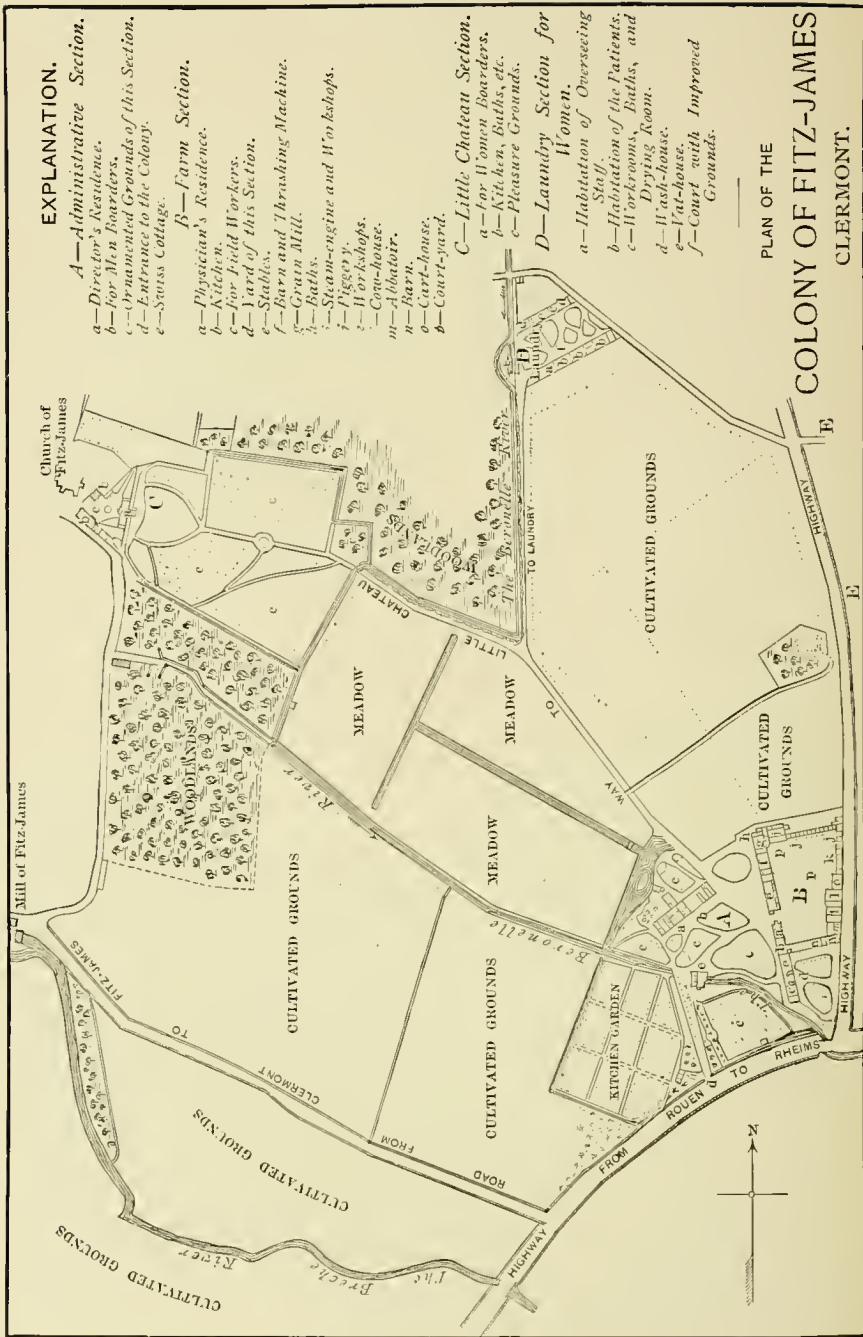 EXPLANATION.
A—Administrative Section.
a—Director's Residence.
b—For Men Boarders.
c—Ornamented Grounds of this Section.
d—Entrance to the Colony.
e—Swiss Cottage.
B—Farm Section.
a—Physician's Residence.
b—Kitchen.
c—For Field Workers.
d—Yard of this Section.
e—Stables.
f—Barn and Thrashing Machine.
g—Grain Mill.
h—Baths.
i—Steam-engine and Workshops.
j—Piggery.
—Workshops.
—Cow-house.
m—Abbatoir.
n—Barn.
o—Cart-house.
p—Court-yard.
C—Little Chateau Section.
a—For Women Boarders.
b—Kitchen, Baths, etc.
c—Pleasure Grounds.
D—Laundry Section for
Women.
a—Habitation of Overseeing
Staff.
b—Habitation of the Patients.
c—Workrooms, Baths, and
Drying Room.
d—Wash-house.
e—Vat-house.
f—Court with Improved
Grounds.
PLAN OF THE
COLONY OF FITZ-JAMES
CLERMONT.
Church of
Fitz-James
Mill of Fitz-James
WOODLANDS
C
c
c
c
WOODLANDS
The Beronelle River
TO LAUNDRY
D
Laundry
MEADOW
MEADOW
MEADOW
WAY TO LITTLE CHATEAU
Beronelle River
CULTIVATED GROUNDS
CULTIVATED GROUNDS
CULTIVATED GROUNDS
CULTIVATED GROUNDS
CULTIVATED GROUNDS
CULTIVATED
GROUNDS
ROAD FROM CLERMONT TO FITZ-JAMES
The Breche River
KITCHEN GARDEN
HIGHWAY FROM ROUEN TO RHEIMS
The
A
B
HIGHWAY
HIGHWAY
E
E
N